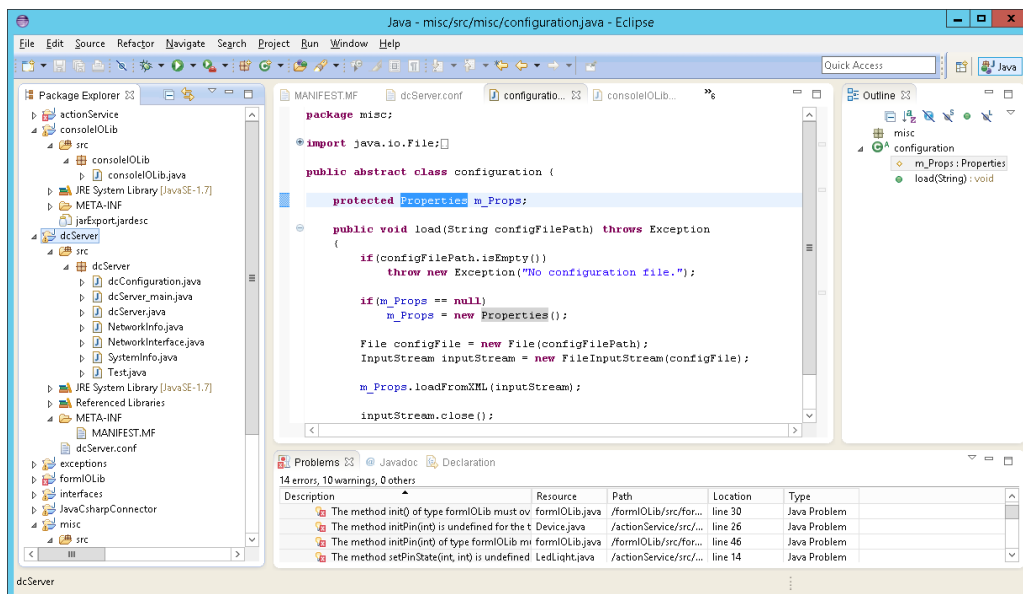 Java - misc/src/misc/configuration.java - Eclipse
File Edit Source Refactor Navigate Search Project Run Window Help
Quick Access
Java
Package Explorer
actionService
consoleIOLib
src
consoleIOLib
consoleIOLib.java
JRE System Library [JavaSE-1.7]
META-INF
jarExport.jardesc
dcServer
src
dcServer
dcConfiguration.java
dcServer_main.java
dcServer.java
NetworkInfo.java
NetworkInterface.java
SystemInfo.java
Test.java
JRE System Library [JavaSE-1.7]
Referenced Libraries
META-INF
MANIFEST.MF
dcServer.conf
exceptions
formIOLib
interfaces
JavaCsharpConnector
misc
src
MANIFEST.MF dcServer.conf configuratio... consoleIOLib... »6
package misc;
import java.io.File;
public abstract class configuration {
protected Properties m_Props;
public void load(String configFilePath) throws Exception
{
if(configFilePath.isEmpty())
throw new Exception("No configuration file.");
if(m_Props == null)
m_Props = new Properties();
File configFile = new File(configFilePath);
InputStream inputStream = new FileInputStream(configFile);
m_Props.loadFromXML(inputStream);
inputStream.close();
Outline
misc
configuration
m_Props : Properties
load(String) : void
Problems Javadoc Declaration
14 errors, 10 warnings, 0 others
Description Resource Path Location Type
The method init() of type formIOLib must ov formIOLib.java /formIOLib/src/for... line 30 Java Problem
The method initPin(int) is undefined for the t Device.java /actionService/src/... line 26 Java Problem
The method initPin(int) of type formIOLib mu formIOLib.java /formIOLib/src/for... line 46 Java Problem
The method setPinState(int, int) is undefined LedLight.java /actionService/src/... line 14 Java Problem
dcServer